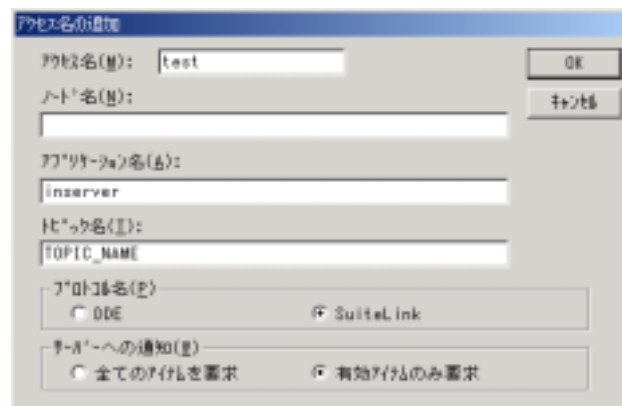 アクセス名の追加
ｱｸｾｽ名(M): test
OK
ﾉｰﾄﾞ名(N):
ｷｬﾝｾﾙ
ｱﾌﾟﾘｹｰｼｮﾝ名(A):
inserver
ﾄﾋﾟｯｸ名(T):
TOPIC_NAME
ﾌﾟﾛﾄｺﾙ名(P)
DDE SuiteLink
ｻｰﾊﾞｰへの通知(E)
全てのｱｲﾃﾑを要求 有効ｱｲﾃﾑのみ要求